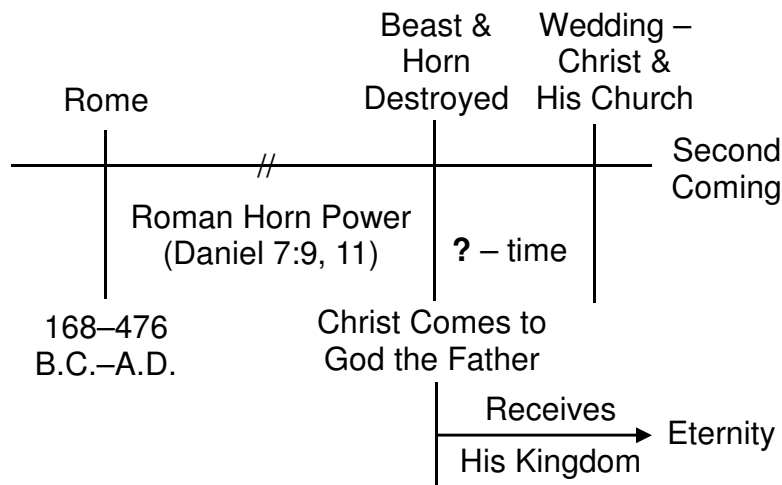 Beast &
Horn
Destroyed
Wedding –
Christ &
His Church
Rome
Second
Coming
//
Roman Horn Power
(Daniel 7:9, 11)
? – time
168–476
B.C.–A.D.
Christ Comes to
God the Father
Receives
His Kingdom
Eternity